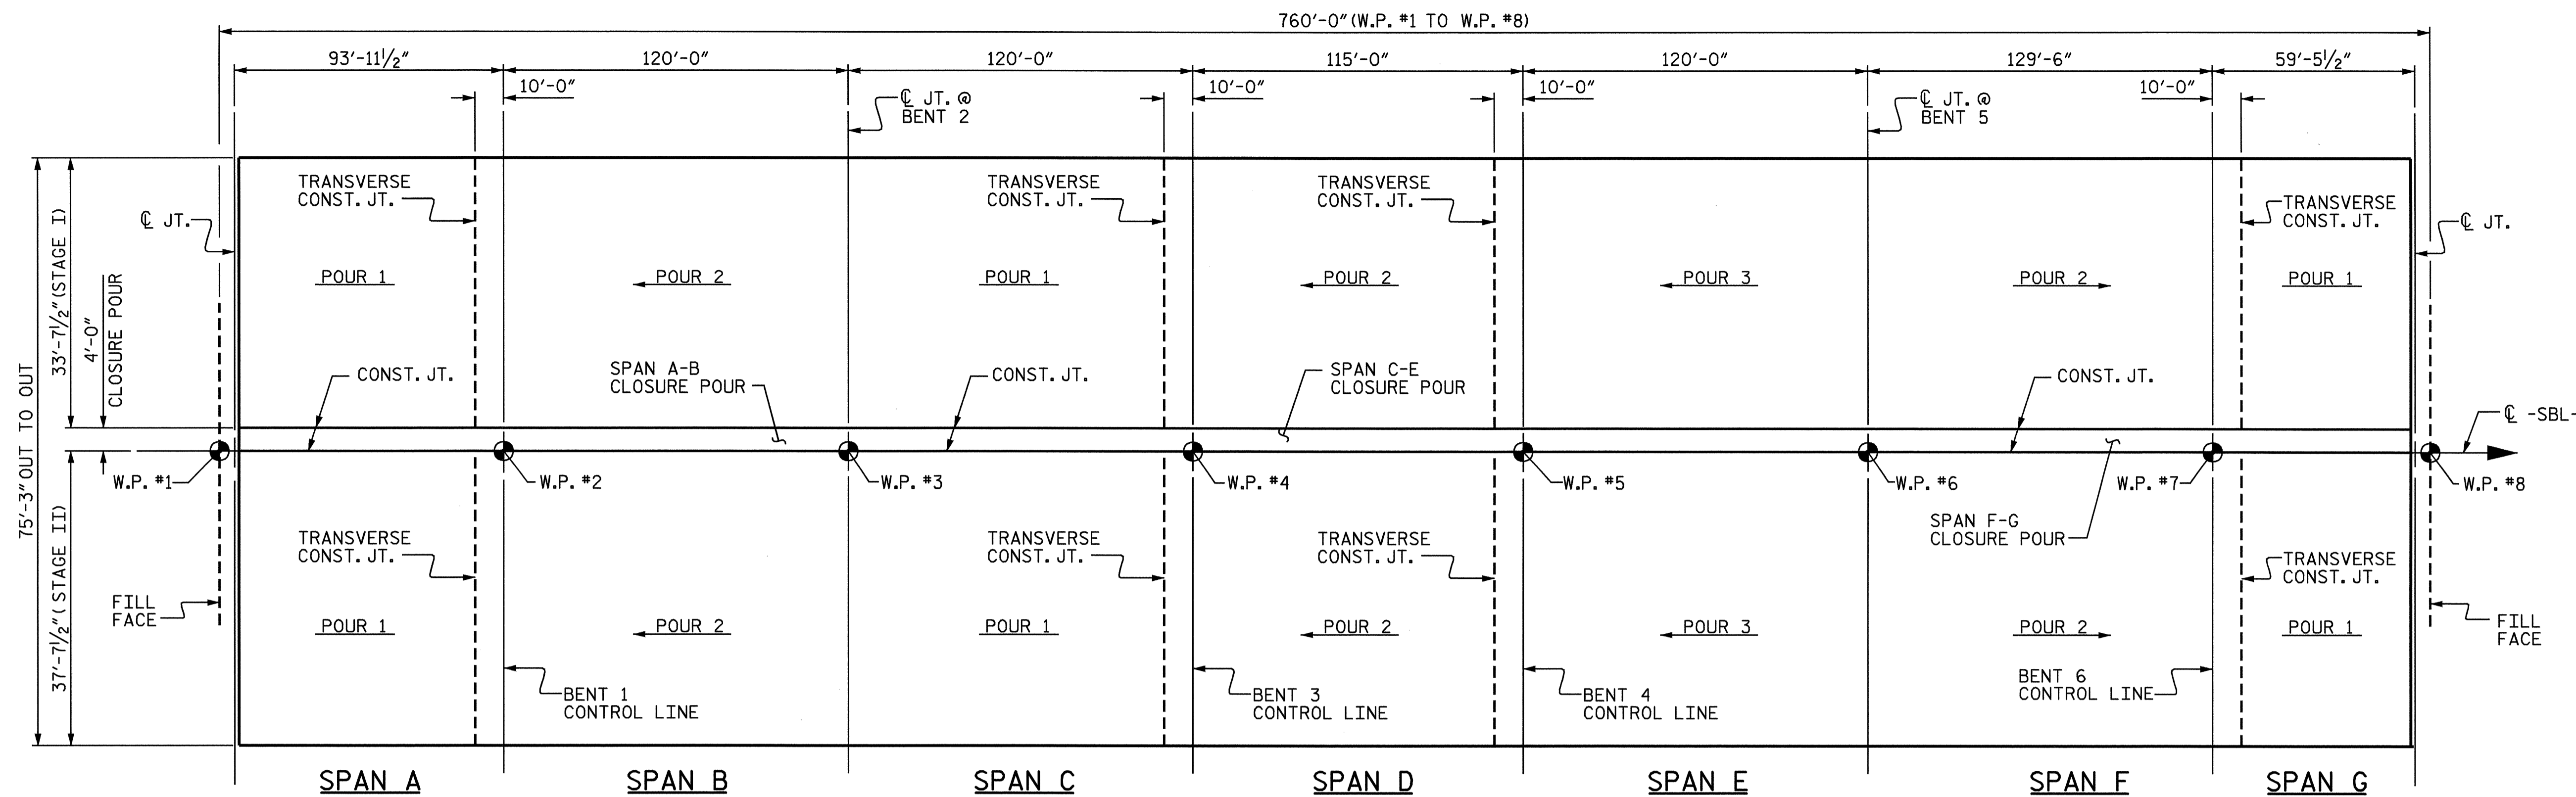 760'-0" (W.P. #1 TO W.P. #8)
93'-11 1/2"
120'-0"
120'-0"
115'-0"
120'-0"
129'-6"
59'-5 1/2"
10'-0"
10'-0"
10'-0"
10'-0"
℄ JT. @
BENT 2
℄ JT. @
BENT 5
TRANSVERSE
CONST. JT.
TRANSVERSE
CONST. JT.
TRANSVERSE
CONST. JT.
TRANSVERSE
CONST. JT.
℄ JT.
℄ JT.
75'-3" OUT TO OUT
33'-7 1/2" (STAGE I)
4'-0"
CLOSURE POUR
37'-7 1/2" (STAGE II)
POUR 1
POUR 2
POUR 1
POUR 2
POUR 3
POUR 2
POUR 1
CONST. JT.
SPAN A-B
CLOSURE POUR
CONST. JT.
SPAN C-E
CLOSURE POUR
CONST. JT.
℄ -SBL-
W.P. #1
W.P. #2
W.P. #3
W.P. #4
W.P. #5
W.P. #6
W.P. #7
W.P. #8
SPAN F-G
CLOSURE POUR
TRANSVERSE
CONST. JT.
TRANSVERSE
CONST. JT.
TRANSVERSE
CONST. JT.
TRANSVERSE
CONST. JT.
FILL
FACE
FILL
FACE
POUR 1
POUR 2
POUR 1
POUR 2
POUR 3
POUR 2
POUR 1
BENT 1
CONTROL LINE
BENT 3
CONTROL LINE
BENT 4
CONTROL LINE
BENT 6
CONTROL LINE
SPAN A
SPAN B
SPAN C
SPAN D
SPAN E
SPAN F
SPAN G